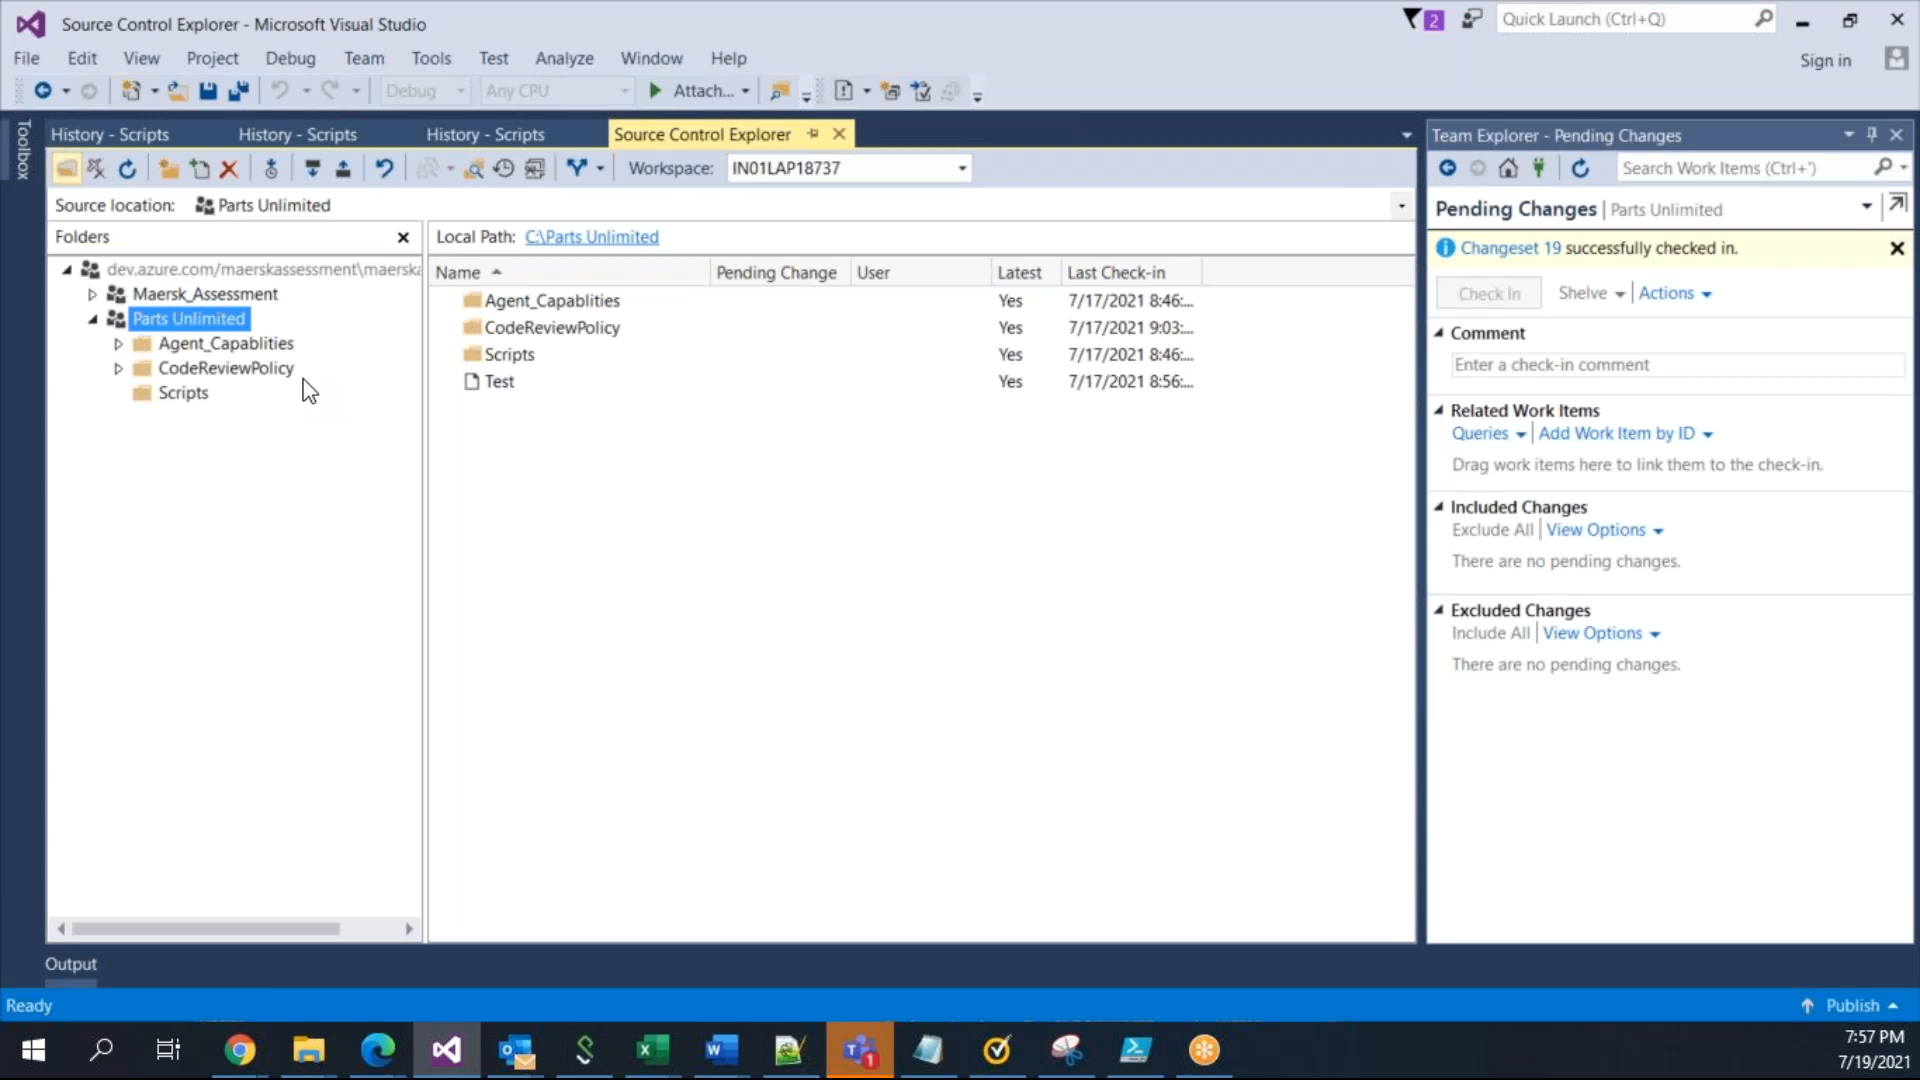 Source Control Explorer - Microsoft Visual Studio
2
Quick Launch (Ctrl+Q)
File Edit View Project Debug Team Tools Test Analyze Window Help
Sign in
Debug Any CPU Attach...
Toolbox
History - Scripts History - Scripts History - Scripts Source Control Explorer
Workspace: IN01LAP18737
Source location: Parts Unlimited
Folders
dev.azure.com/maerskassessment\maerska
Maersk_Assessment
Parts Unlimited
Agent_Capablities
CodeReviewPolicy
Scripts
Local Path: C:\Parts Unlimited
Name Pending Change User Latest Last Check-in
Agent_Capablities Yes 7/17/2021 8:46:...
CodeReviewPolicy Yes 7/17/2021 9:03:...
Scripts Yes 7/17/2021 8:46:...
Test Yes 7/17/2021 8:56:...
Team Explorer - Pending Changes
Search Work Items (Ctrl+')
Pending Changes | Parts Unlimited
Changeset 19 successfully checked in.
Check In Shelve Actions
Comment
Enter a check-in comment
Related Work Items
Queries Add Work Item by ID
Drag work items here to link them to the check-in.
Included Changes
Exclude All View Options
There are no pending changes.
Excluded Changes
Include All View Options
There are no pending changes.
Output
Ready
Publish
7:57 PM
7/19/2021